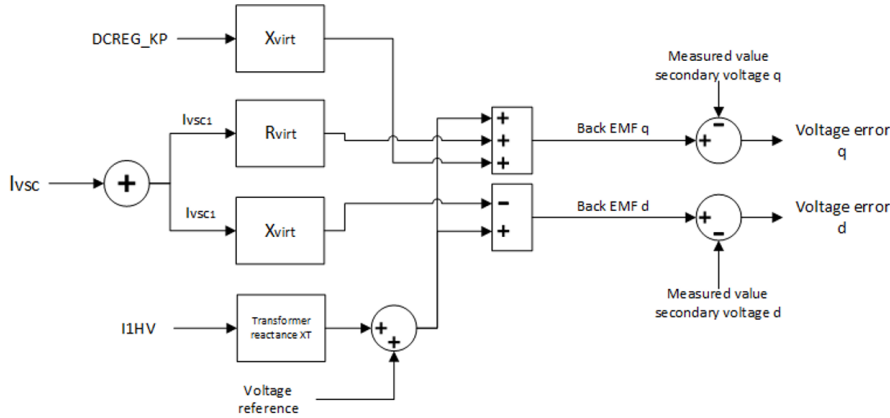 DCREG_KP
Xvirt
Measured value
secondary voltage q
Ivsc1
Rvirt
+
+
+
Back EMF q
−
+
Voltage error
q
Ivsc
+
Ivsc1
Xvirt
−
+
Back EMF d
+
−
Voltage error
d
Measured value
secondary voltage d
I1HV
Transformer
reactance XT
+
+
Voltage
reference